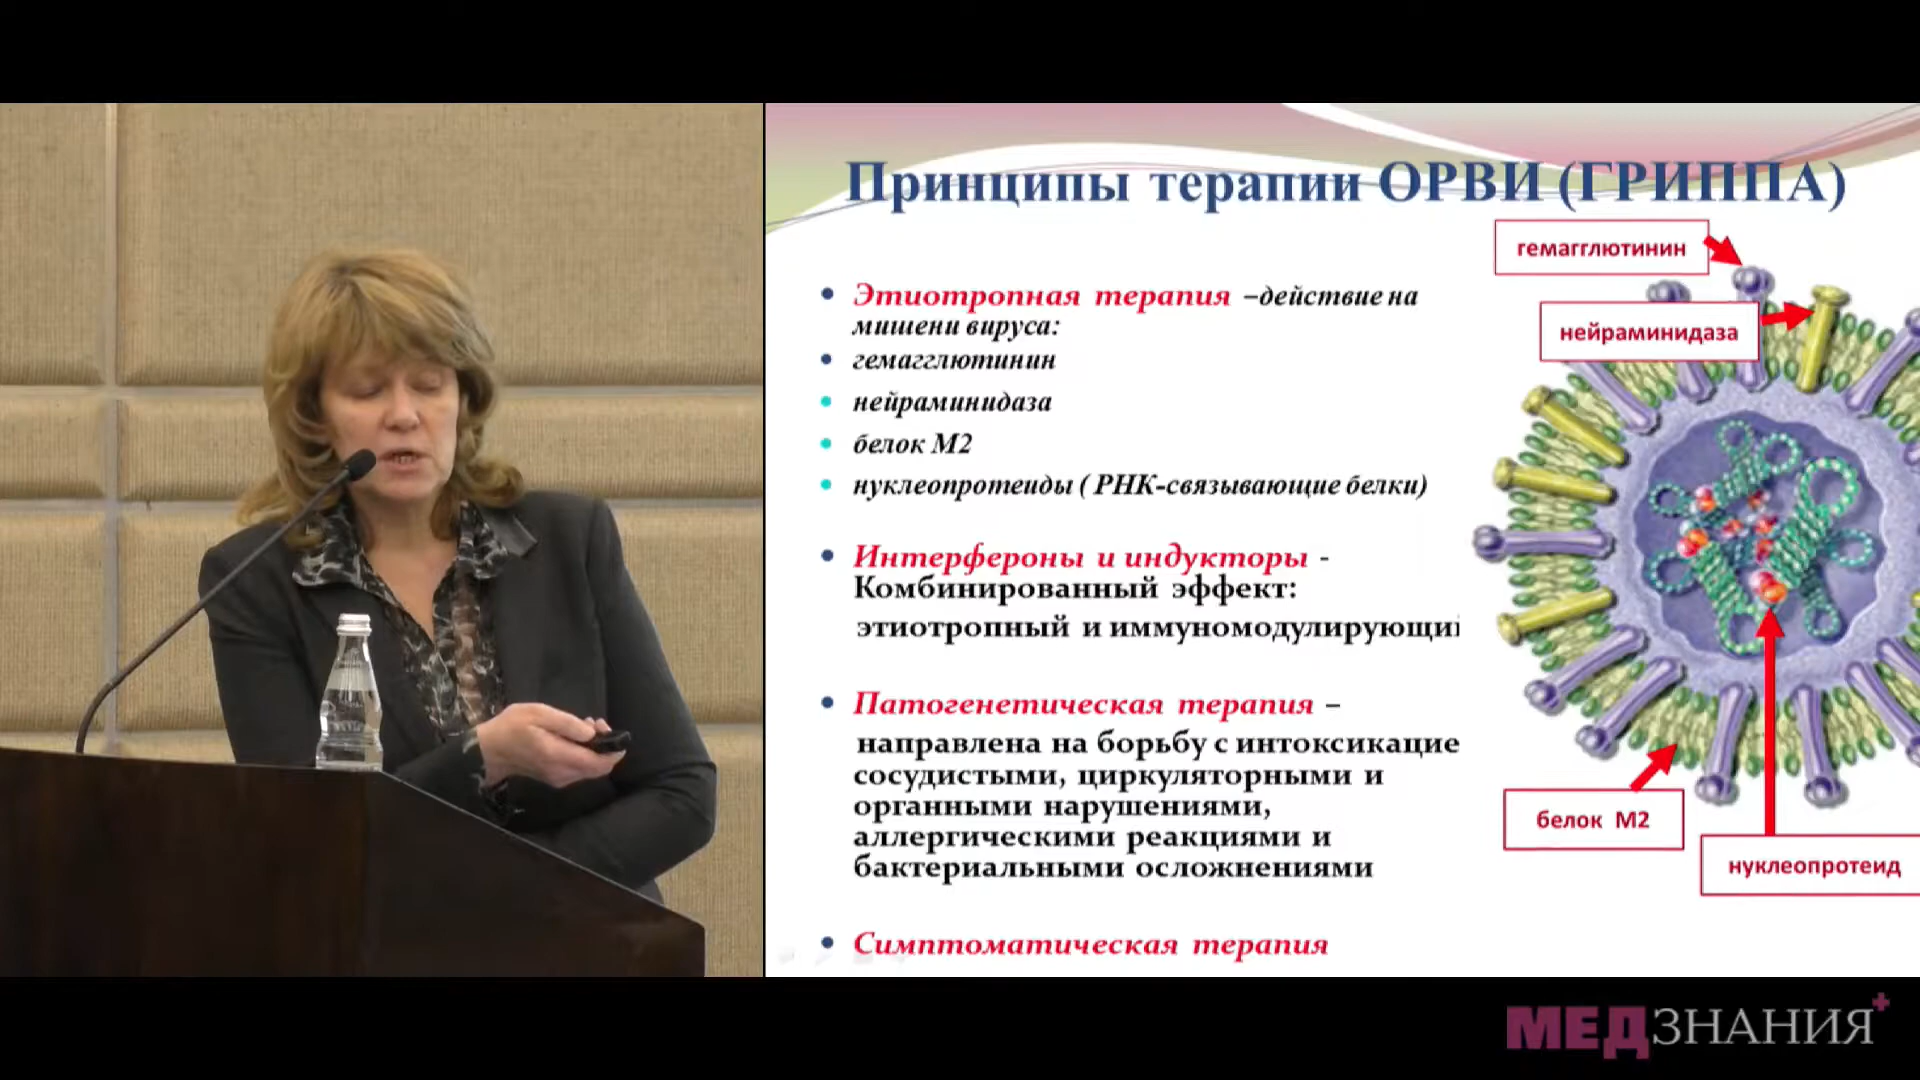 Принципы терапии ОРВИ (ГРИППА)
• Этиотропная терапия –действие на
мишени вируса:
• гемагглютинин
• нейраминидаза
• белок М2
• нуклеопротеиды ( РНК-связывающие белки)
• Интерфероны и индукторы -
Комбинированный эффект:
этиотропный и иммуномодулирующи
• Патогенетическая терапия –
направлена на борьбу с интоксикацие
сосудистыми, циркуляторными и
органными нарушениями,
аллергическими реакциями и
бактериальными осложнениями
• Симптоматическая терапия
гемагглютинин
нейраминидаза
белок М2
нуклеопротеид
МЕДЗНАНИЯ+